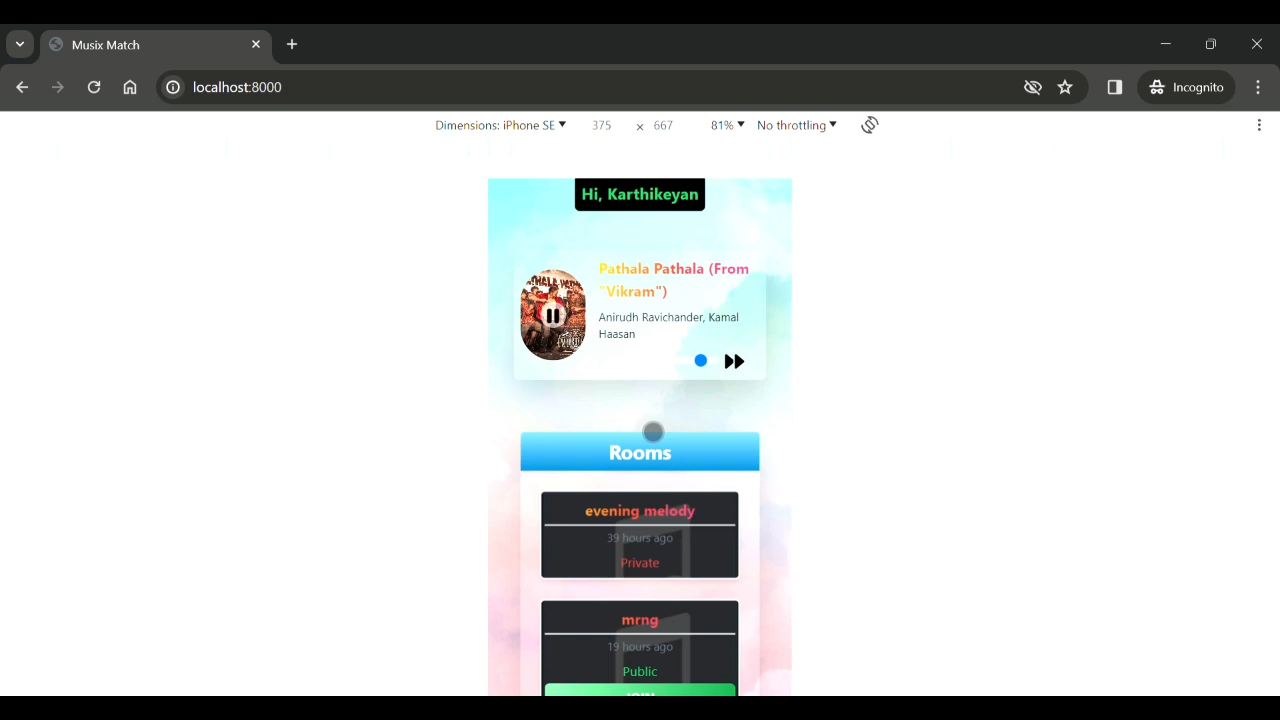 Musix Match
localhost:8000
Incognito
Dimensions: iPhone SE 375 × 667 81% No throttling
Hi, Karthikeyan
Pathala Pathala (From
"Vikram")
Anirudh Ravichander, Kamal
Haasan
Rooms
evening melody
39 hours ago
Private
mrng
19 hours ago
Public